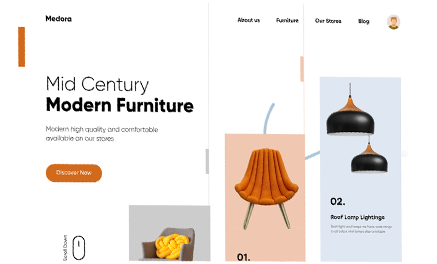 Medora
About us
Furniture
Our Stores
Blog
Mid Century
Modern Furniture
Modern high quality and comfortable
available on our stores
Discover Now
Scroll Down
01.
02.
Roof Lamp Lightings